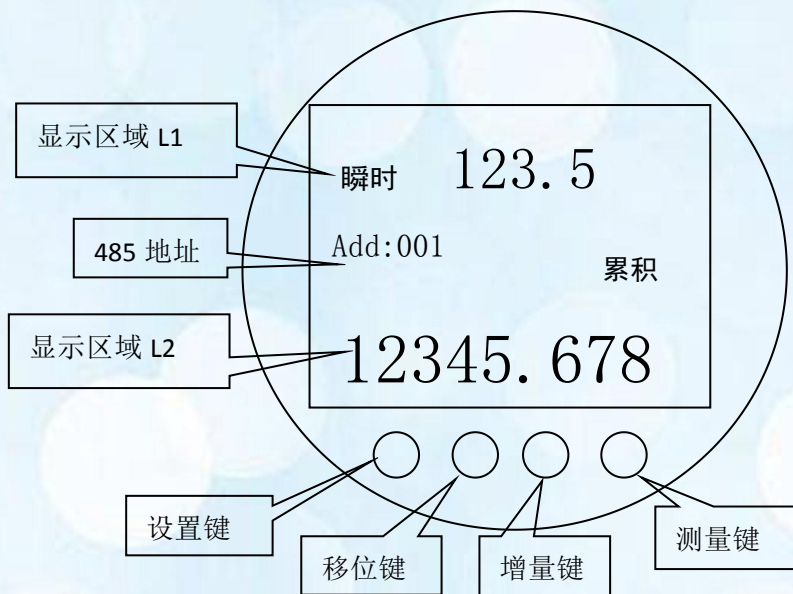 显示区域 L1
瞬时 123.5
485 地址
Add:001
累积
显示区域 L2
12345.678
设置键
移位键
增量键
测量键